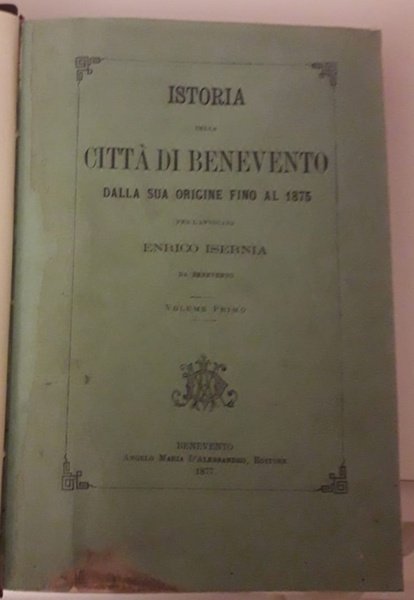 ISTORIA
DELLA
CITTÀ DI BENEVENTO
DALLA SUA ORIGINE FINO AL 1875
PER L'AVVOCATO
ENRICO ISERNIA
DA BENEVENTO
VOLUME PRIMO
BENEVENTO
ANGELO MARIA D'ALESSANDRO, EDITORE
1877